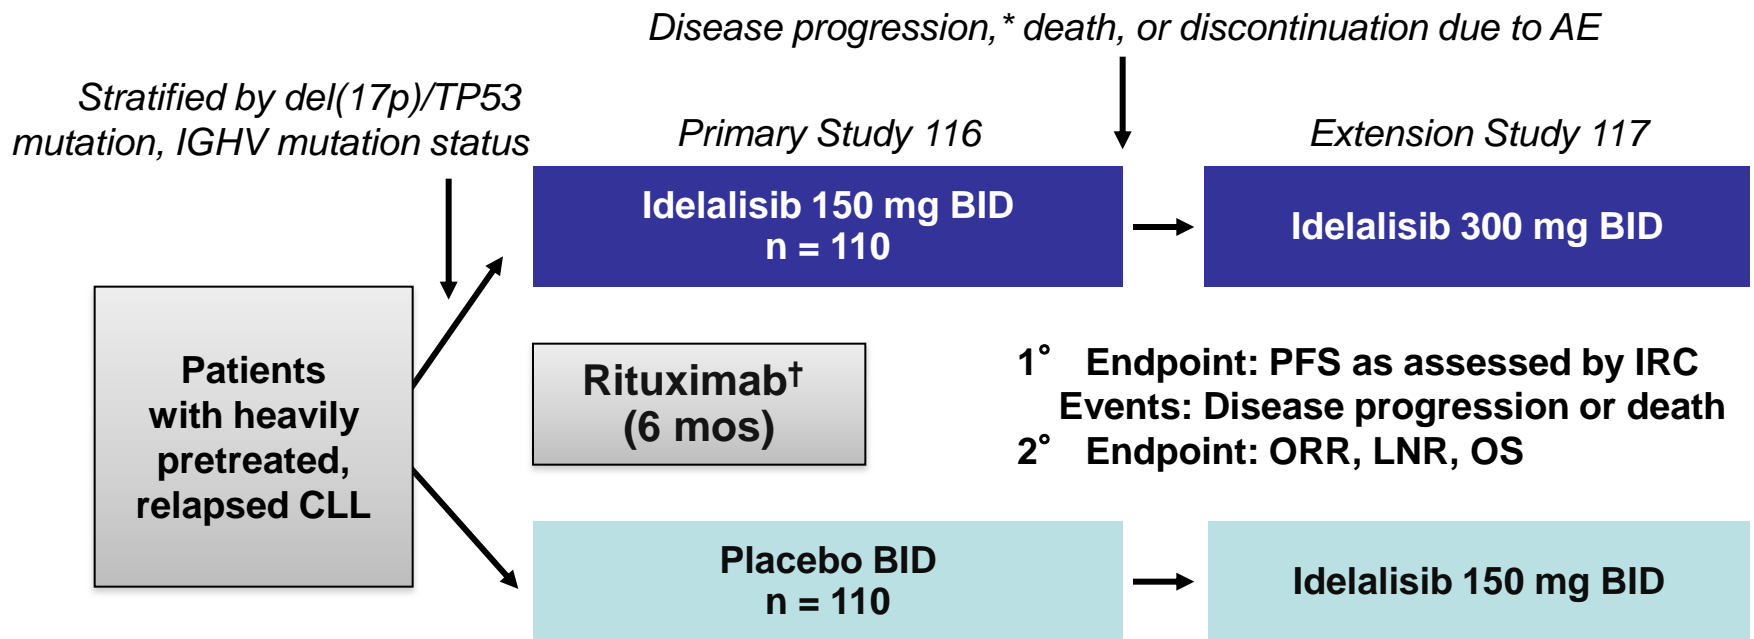 Disease progression,* death, or discontinuation due to AE
Stratified by del(17p)/TP53
mutation, IGHV mutation status
Primary Study 116
Extension Study 117
Idelalisib 150 mg BID
n = 110
Idelalisib 300 mg BID
Patients
with heavily
pretreated,
relapsed CLL
Rituximab†
(6 mos)
1° Endpoint: PFS as assessed by IRC
Events: Disease progression or death
2° Endpoint: ORR, LNR, OS
Placebo BID
n = 110
Idelalisib 150 mg BID